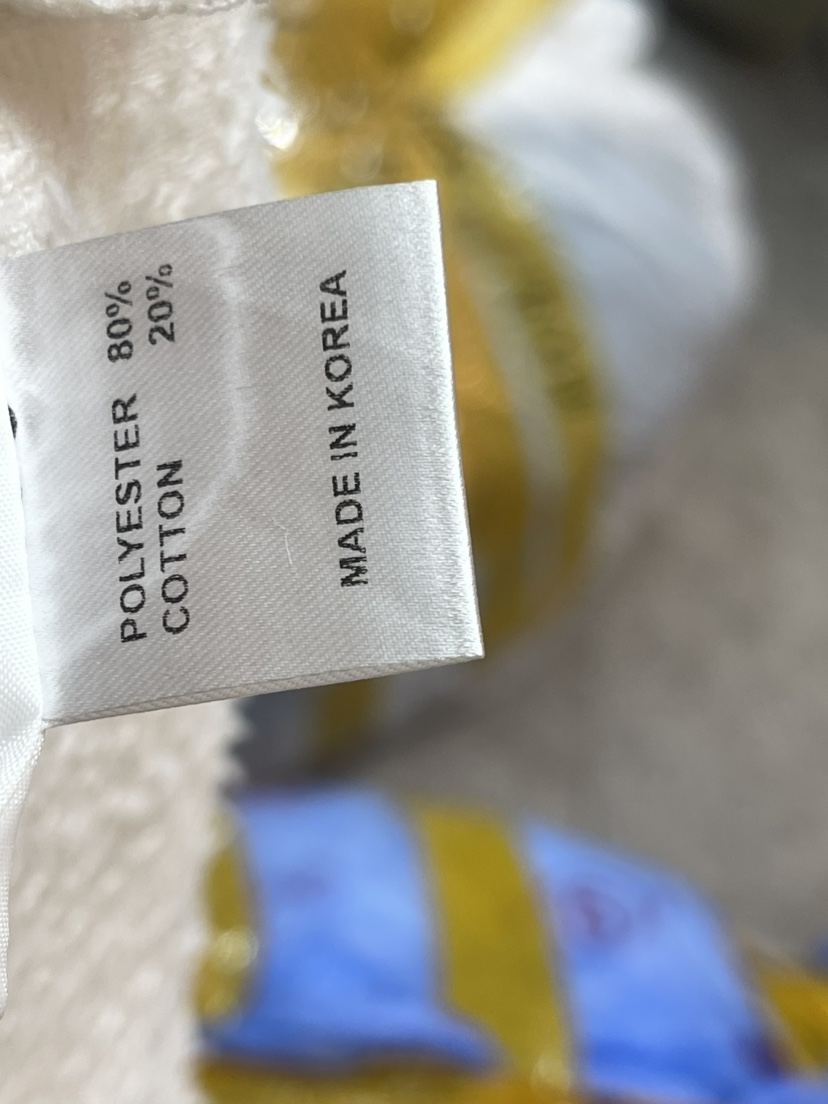 POLYESTER 80%
COTTON 20%
MADE IN KOREA